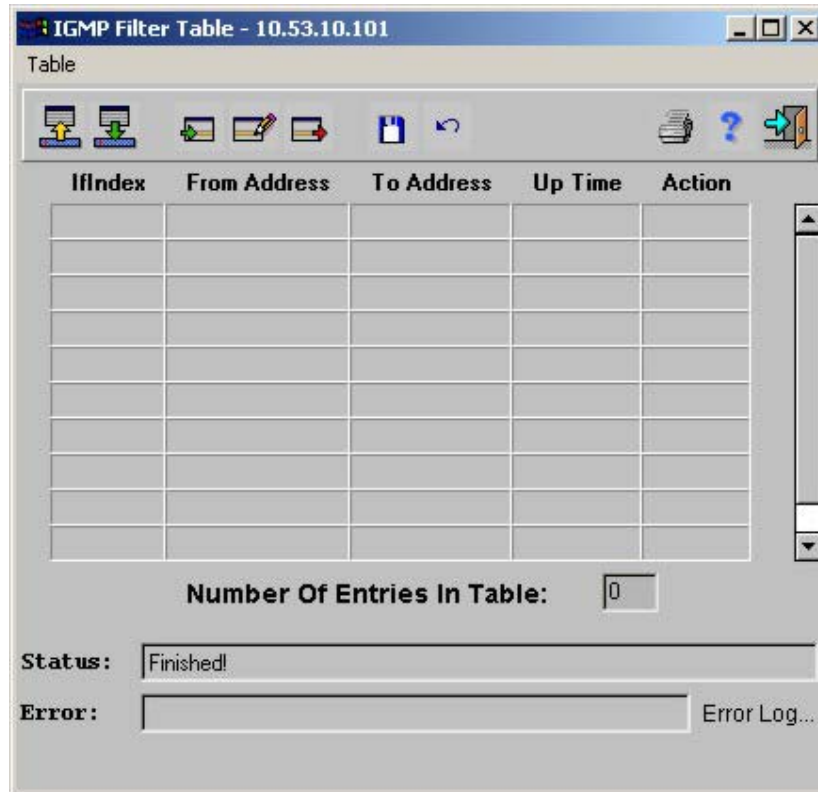 IGMP Filter Table - 10.53.10.101
Table
IfIndex From Address To Address Up Time Action
Number Of Entries In Table: 0
Status: Finished!
Error: Error Log...